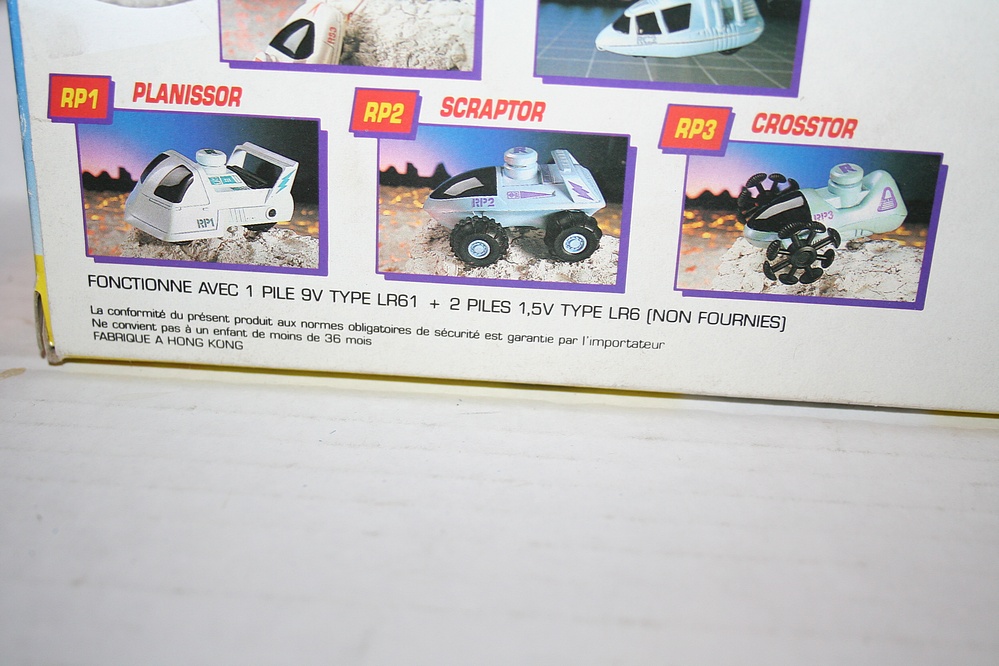 RP1 PLANISSOR
RP2 SCRAPTOR
RP3 CROSSTOR
RP1
RP2
RP3
FONCTIONNE AVEC 1 PILE 9V TYPE LR61 + 2 PILES 1,5V TYPE LR6 (NON FOURNIES)
La conformité du présent produit aux normes obligatoires de sécurité est garantie par l'importateur
Ne convient pas à un enfant de moins de 36 mois
FABRIQUE A HONG KONG